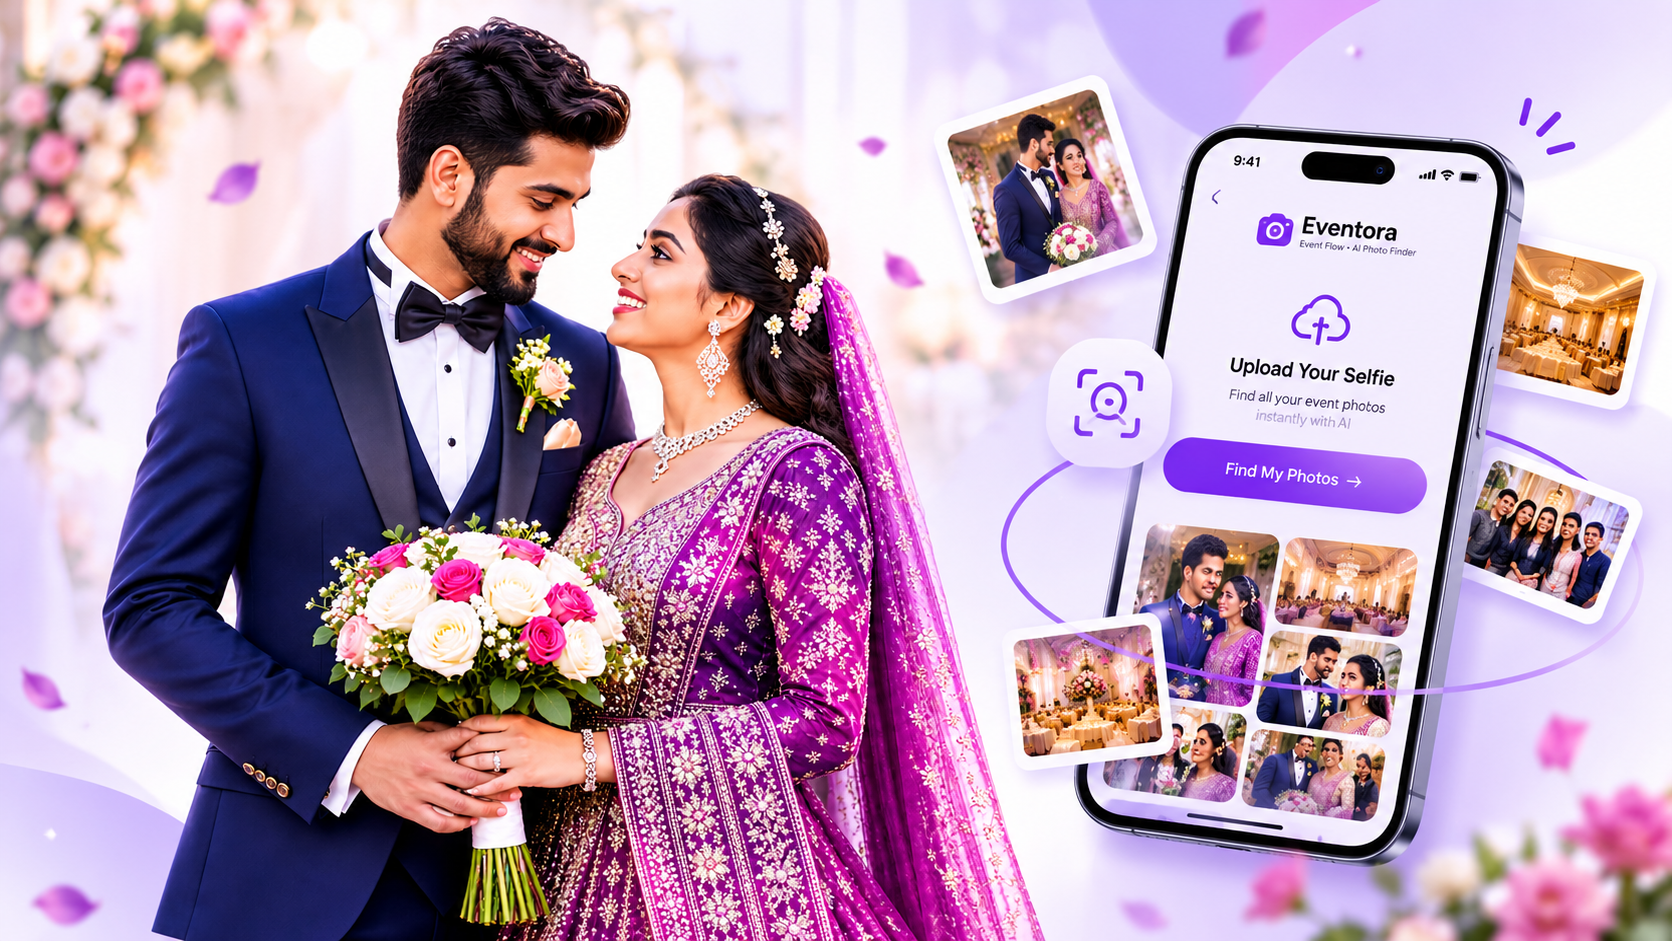 9:41
Eventora
Event Flow • AI Photo Finder
Upload Your Selfie
Find all your event photos
instantly with AI
Find My Photos →